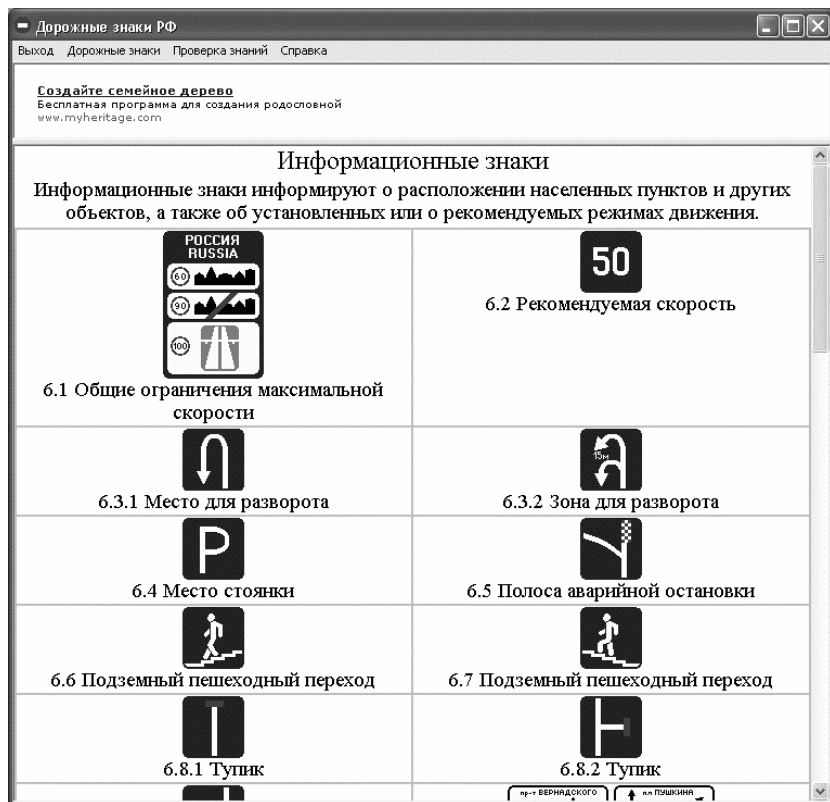 Дорожные знаки РФ
Выход Дорожные знаки Проверка знаний Справка
Создайте семейное дерево
Бесплатная программа для создания родословной
www.myheritage.com
Информационные знаки
Информационные знаки информируют о расположении населенных пунктов и других
объектов, а также об установленных или о рекомендуемых режимах движения.
РОССИЯ
RUSSIA
60
90
100
6.1 Общие ограничения максимальной
скорости
50
6.2 Рекомендуемая скорость
6.3.1 Место для разворота
15м
6.3.2 Зона для разворота
P
6.4 Место стоянки
6.5 Полоса аварийной остановки
6.6 Подземный пешеходный переход
6.7 Подземный пешеходный переход
6.8.1 Тупик
6.8.2 Тупик
пр-т ВЕРНАДСКОГО
пл ПУШКИНА